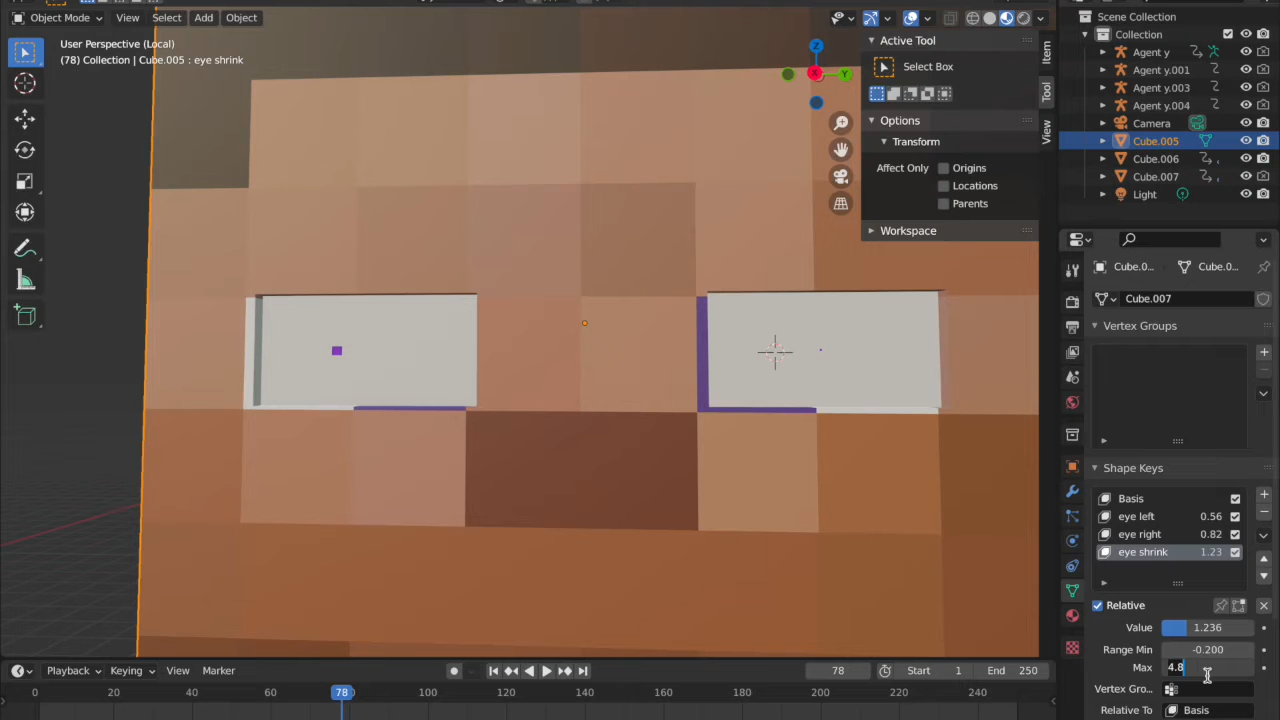 Object Mode View Select Add Object
User Perspective (Local)
(78) Collection | Cube.005 : eye shrink
Active Tool
Select Box
Options
Transform
Affect Only Origins
Locations
Parents
Workspace
Item
Tool
View
Z
Y
X
Scene Collection
Collection
Agent y
Agent y.001
Agent y.003
Agent y.004
Camera
Cube.005
Cube.006
Cube.007
Light
Cube.0... Cube.0...
Cube.007
Vertex Groups
Shape Keys
Basis
eye left 0.56
eye right 0.82
eye shrink 1.23
Relative
Value 1.236
Range Min -0.200
Max 4.8
Vertex Gro...
Relative To Basis
Playback Keying View Marker 78 Start 1 End 250
0 20 40 60 78 100 120 140 160 180 200 220 240